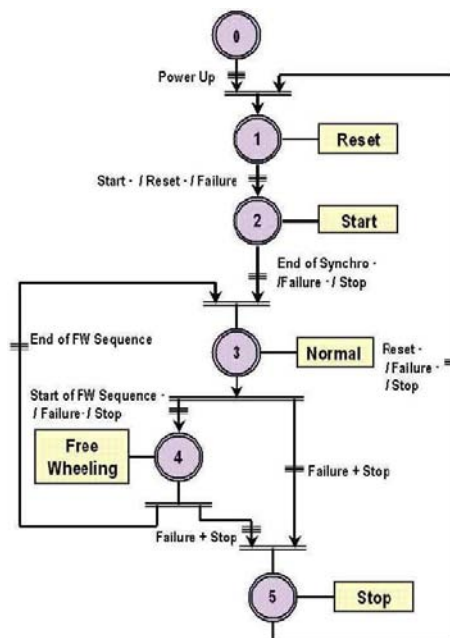 0
Power Up
1
Reset
Start - / Reset - / Failure
2
Start
End of Synchro -
/Failure - / Stop
End of FW Sequence
3
Normal
Reset -
/ Failure -
/ Stop
Start of FW Sequence -
/ Failure - / Stop
Free
Wheeling
4
Failure + Stop
Failure + Stop
5
Stop